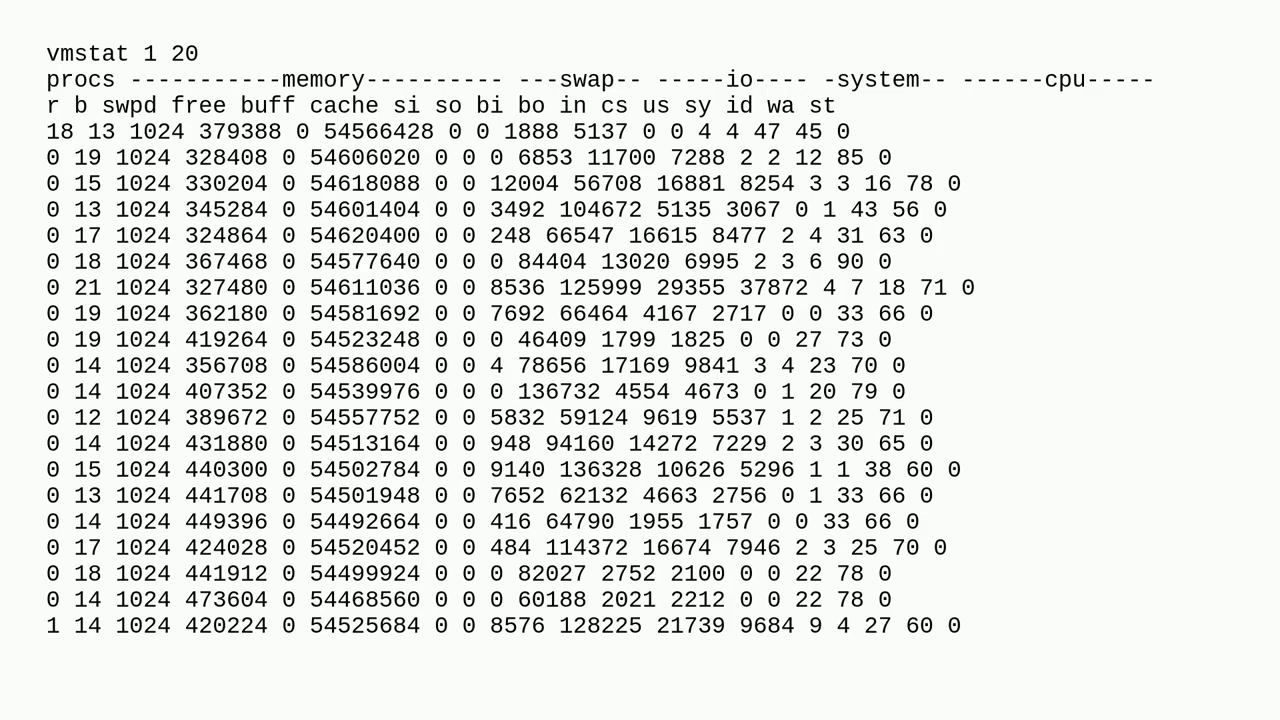 vmstat 1 20
procs -----------memory---------- ---swap-- -----io---- -system-- ------cpu-----
r b swpd free buff cache si so bi bo in cs us sy id wa st
18 13 1024 379388 0 54566428 0 0 1888 5137 0 0 4 4 47 45 0
0 19 1024 328408 0 54606020 0 0 0 6853 11700 7288 2 2 12 85 0
0 15 1024 330204 0 54618088 0 0 12004 56708 16881 8254 3 3 16 78 0
0 13 1024 345284 0 54601404 0 0 3492 104672 5135 3067 0 1 43 56 0
0 17 1024 324864 0 54620400 0 0 248 66547 16615 8477 2 4 31 63 0
0 18 1024 367468 0 54577640 0 0 0 84404 13020 6995 2 3 6 90 0
0 21 1024 327480 0 54611036 0 0 8536 125999 29355 37872 4 7 18 71 0
0 19 1024 362180 0 54581692 0 0 7692 66464 4167 2717 0 0 33 66 0
0 19 1024 419264 0 54523248 0 0 0 46409 1799 1825 0 0 27 73 0
0 14 1024 356708 0 54586004 0 0 4 78656 17169 9841 3 4 23 70 0
0 14 1024 407352 0 54539976 0 0 0 136732 4554 4673 0 1 20 79 0
0 12 1024 389672 0 54557752 0 0 5832 59124 9619 5537 1 2 25 71 0
0 14 1024 431880 0 54513164 0 0 948 94160 14272 7229 2 3 30 65 0
0 15 1024 440300 0 54502784 0 0 9140 136328 10626 5296 1 1 38 60 0
0 13 1024 441708 0 54501948 0 0 7652 62132 4663 2756 0 1 33 66 0
0 14 1024 449396 0 54492664 0 0 416 64790 1955 1757 0 0 33 66 0
0 17 1024 424028 0 54520452 0 0 484 114372 16674 7946 2 3 25 70 0
0 18 1024 441912 0 54499924 0 0 0 82027 2752 2100 0 0 22 78 0
0 14 1024 473604 0 54468560 0 0 0 60188 2021 2212 0 0 22 78 0
1 14 1024 420224 0 54525684 0 0 8576 128225 21739 9684 9 4 27 60 0